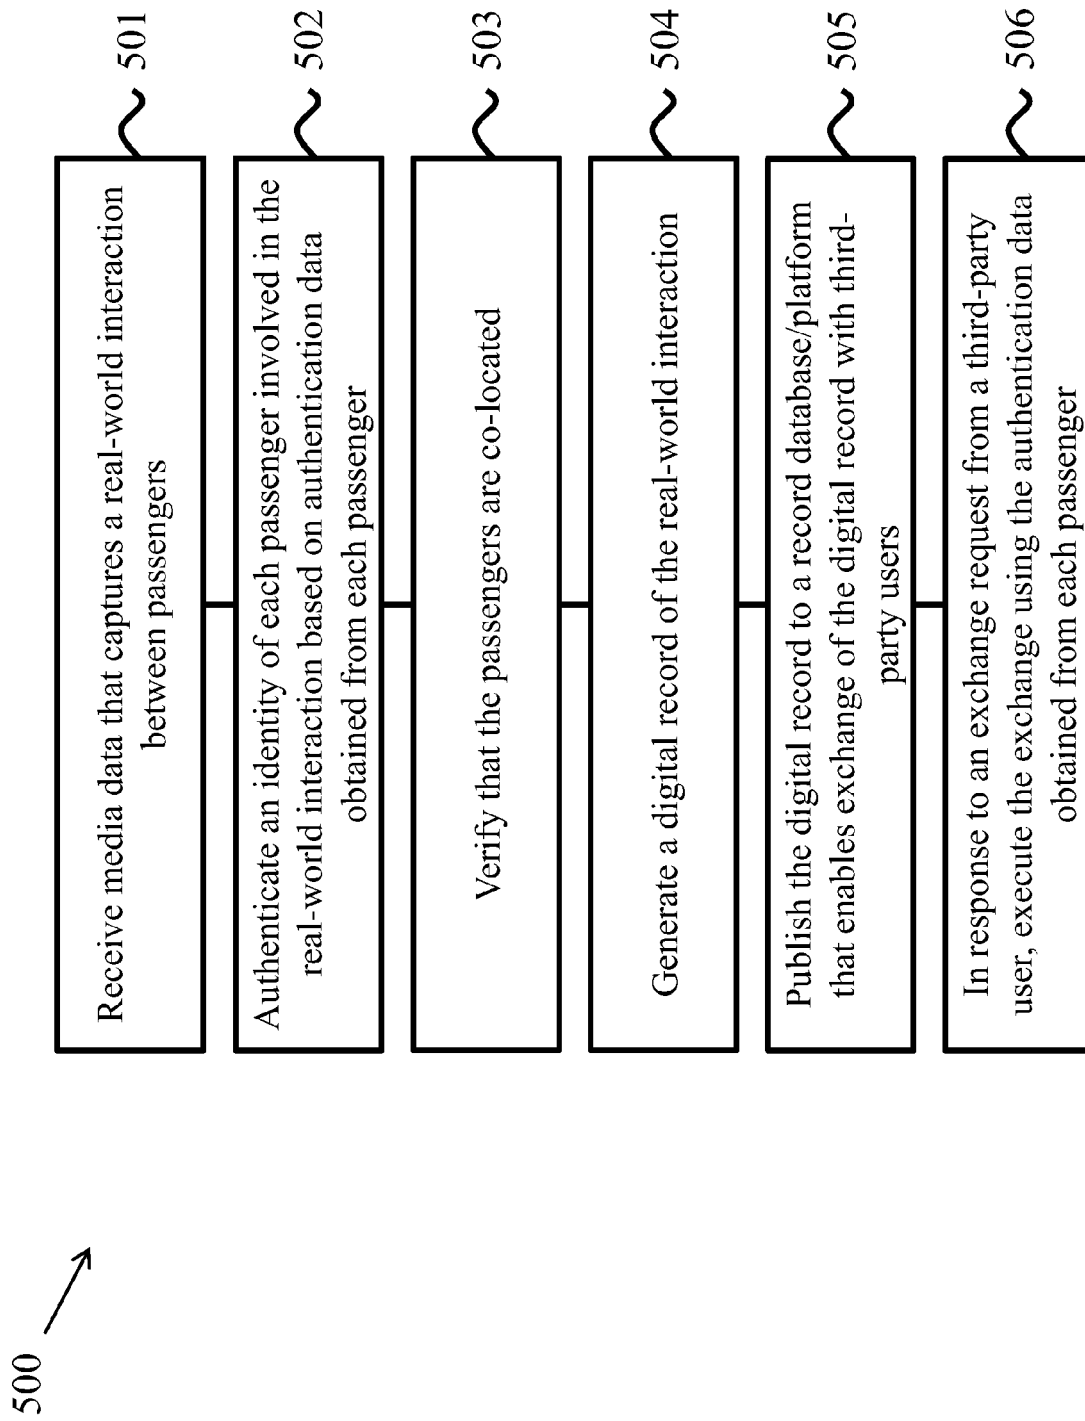 500
Receive media data that captures a real-world interaction
between passengers
501
Authenticate an identity of each passenger involved in the
real-world interaction based on authentication data
obtained from each passenger
502
Verify that the passengers are co-located
503
Generate a digital record of the real-world interaction
504
Publish the digital record to a record database/platform
that enables exchange of the digital record with third-
party users
505
In response to an exchange request from a third-party
user, execute the exchange using the authentication data
obtained from each passenger
506